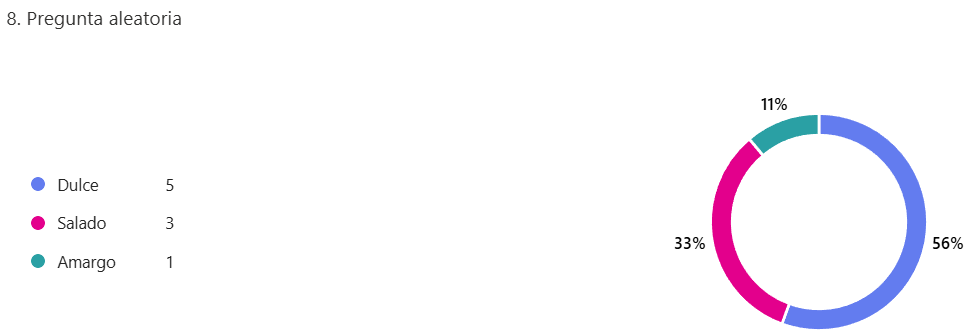 8. Pregunta aleatoria
Dulce 5
Salado 3
Amargo 1
11%
33%
56%